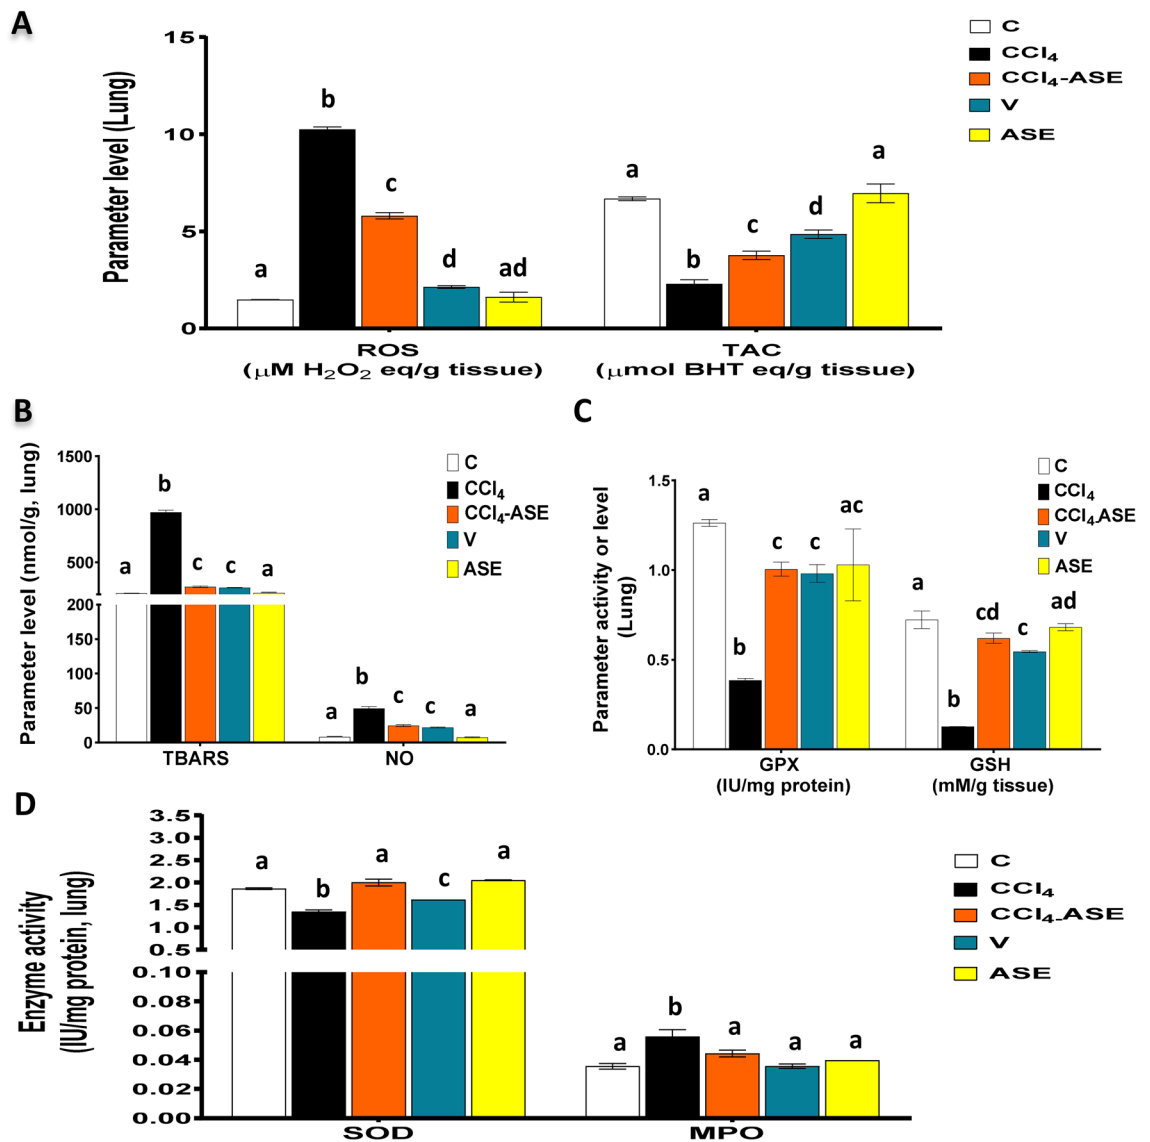 A
Parameter level (Lung)
15
10
5
0
a
b
c
d
ad
a
b
c
d
a
ROS
(μM H₂O₂ eq/g tissue)
TAC
(μmol BHT eq/g tissue)
C
CCl₄
CCl₄-ASE
V
ASE
B
Parameter level (nmol/g, lung)
1500
1000
500
200
150
100
50
0
a
b
c
c
a
a
b
c
c
a
TBARS
NO
C
CCl₄
CCl₄-ASE
V
ASE
C
Parameter activity or level
(Lung)
1.5
1.0
0.5
0.0
a
b
c
c
ac
a
b
cd
c
ad
GPX
(IU/mg protein)
GSH
(mM/g tissue)
C
CCl₄
CCl₄-ASE
V
ASE
D
Enzyme activity
(IU/mg protein, lung)
3.5
3.0
2.5
2.0
1.5
1.0
0.5
0.10
0.08
0.06
0.04
0.02
0.00
a
b
a
c
a
a
b
a
a
a
SOD
MPO
C
CCl₄
CCl₄-ASE
V
ASE